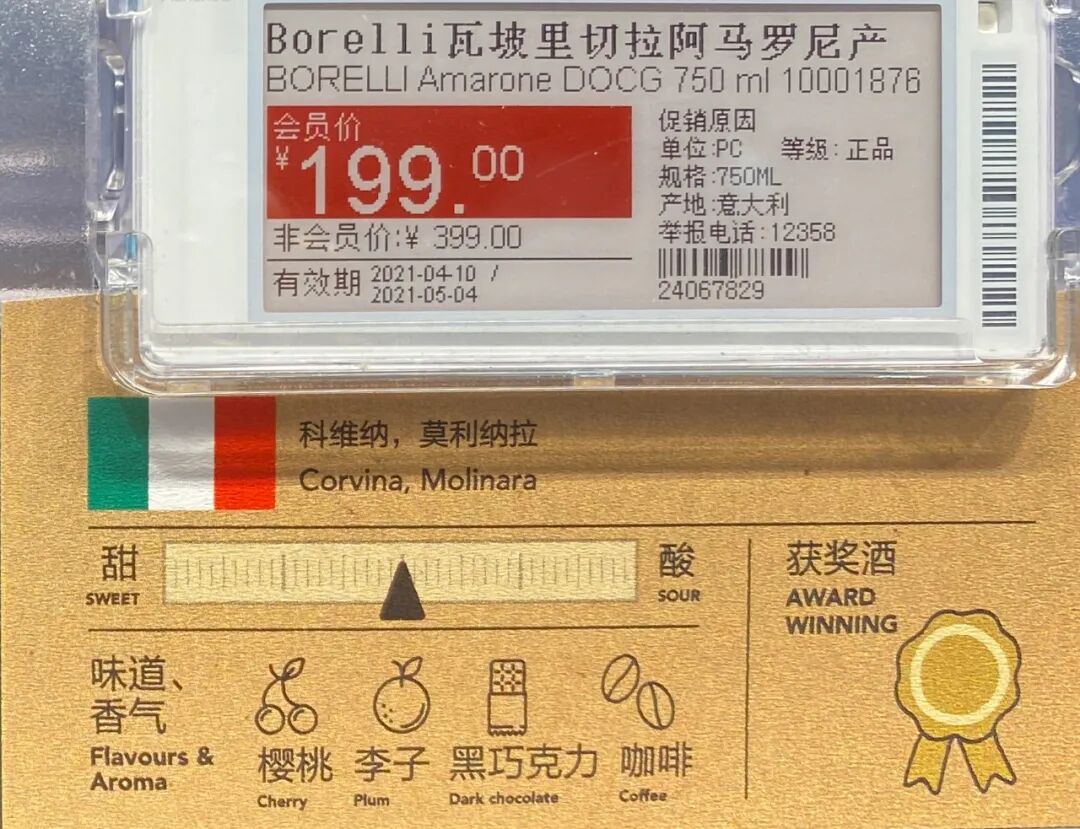 Borelli瓦坡里切拉阿马罗尼产
BORELLI Amarone DOCG 750 ml 10001876
会员价
¥199.00
非会员价:¥ 399.00
有效期 2021-04-10 /
2021-05-04
促销原因
单位:PC 等级:正品
规格:750ML
产地:意大利
举报电话:12358
24067829
科维纳，莫利纳拉
Corvina, Molinara
甜
SWEET
酸
SOUR
获奖酒
AWARD
WINNING
味道、
香气
Flavours &
Aroma
樱桃
Cherry
李子
Plum
黑巧克力
Dark chocolate
咖啡
Coffee